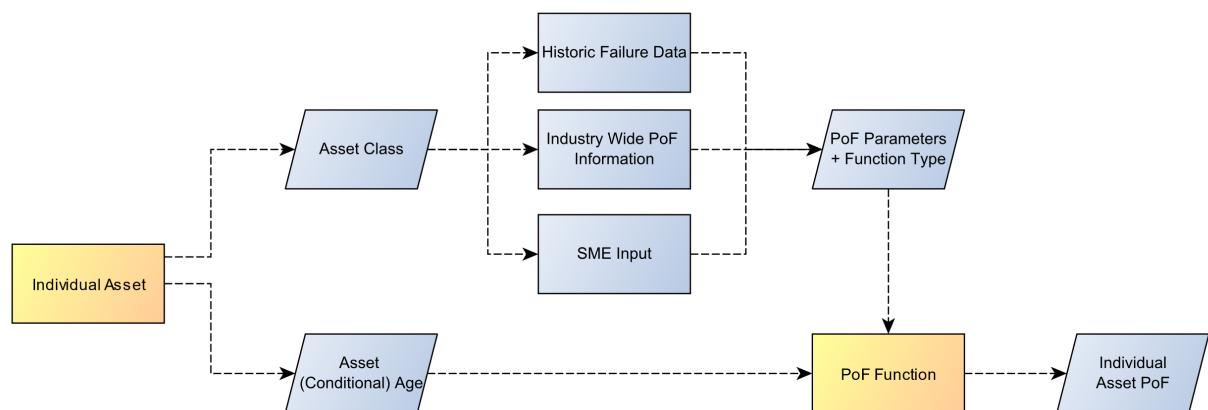 Historic Failure Data
Asset Class
Industry Wide PoF
Information
PoF Parameters
+ Function Type
SME Input
Individual Asset
Asset
(Conditional) Age
PoF Function
Individual
Asset PoF